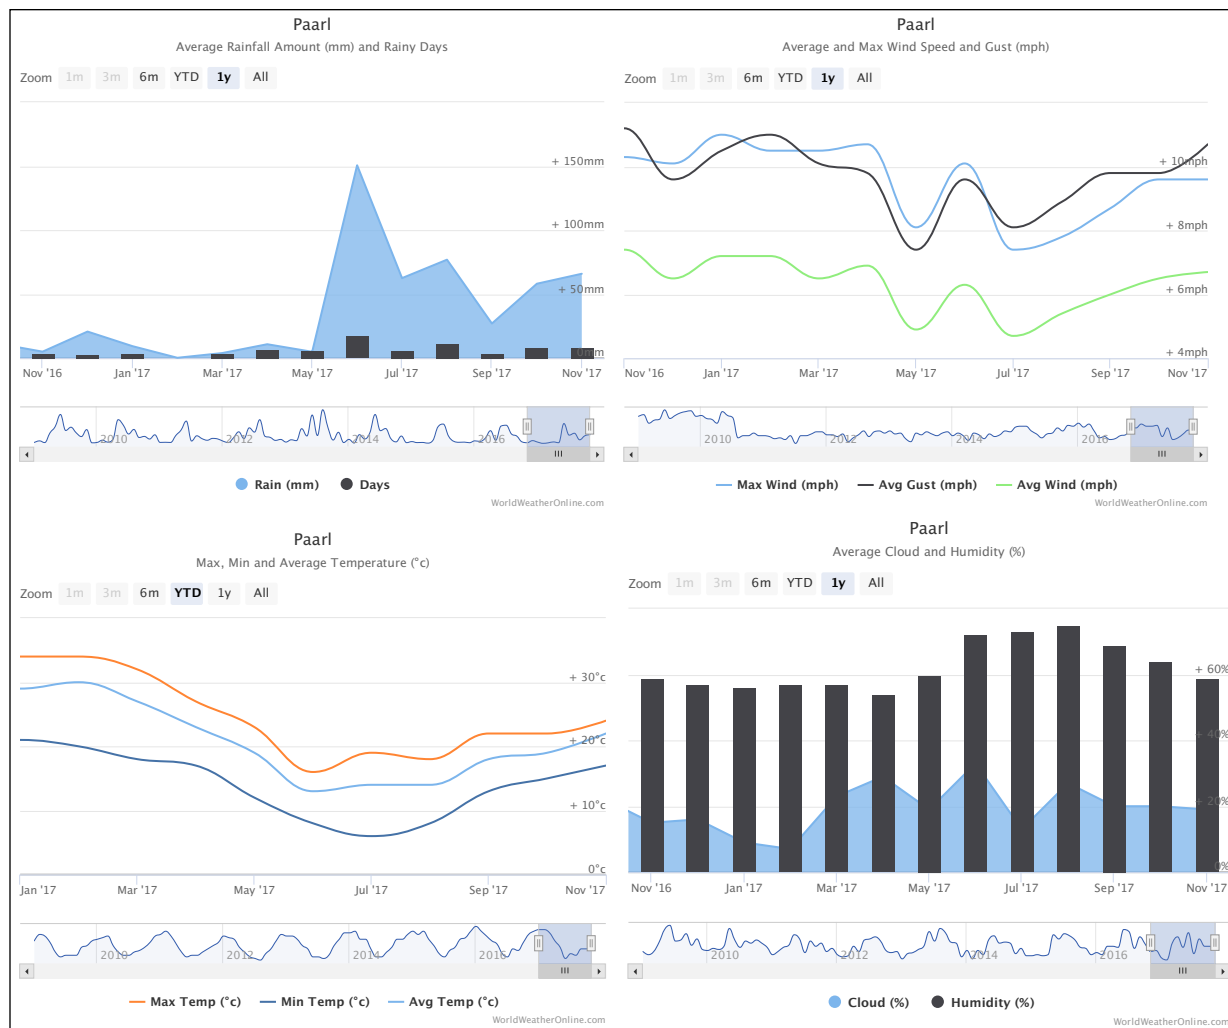 Paarl
Average Rainfall Amount (mm) and Rainy Days
Zoom 1m 3m 6m YTD 1y All
+ 150mm
+ 100mm
+ 50mm
0mm
Nov '16 Jan '17 Mar '17 May '17 Jul '17 Sep '17 Nov '17
2010 2012 2014 2016
Rain (mm) Days
WorldWeatherOnline.com
Paarl
Average and Max Wind Speed and Gust (mph)
Zoom 1m 3m 6m YTD 1y All
+ 10mph
+ 8mph
+ 6mph
+ 4mph
Nov '16 Jan '17 Mar '17 May '17 Jul '17 Sep '17 Nov '17
2010 2012 2014 2016
Max Wind (mph) Avg Gust (mph) Avg Wind (mph)
WorldWeatherOnline.com
Paarl
Max, Min and Average Temperature (°c)
Zoom 1m 3m 6m YTD 1y All
+ 30°c
+ 20°c
+ 10°c
0°c
Jan '17 Mar '17 May '17 Jul '17 Sep '17 Nov '17
2010 2012 2014 2016
Max Temp (°c) Min Temp (°c) Avg Temp (°c)
WorldWeatherOnline.com
Paarl
Average Cloud and Humidity (%)
Zoom 1m 3m 6m YTD 1y All
+ 60%
+ 40%
+ 20%
0%
Nov '16 Jan '17 Mar '17 May '17 Jul '17 Sep '17 Nov '17
2010 2012 2014 2016
Cloud (%) Humidity (%)
WorldWeatherOnline.com